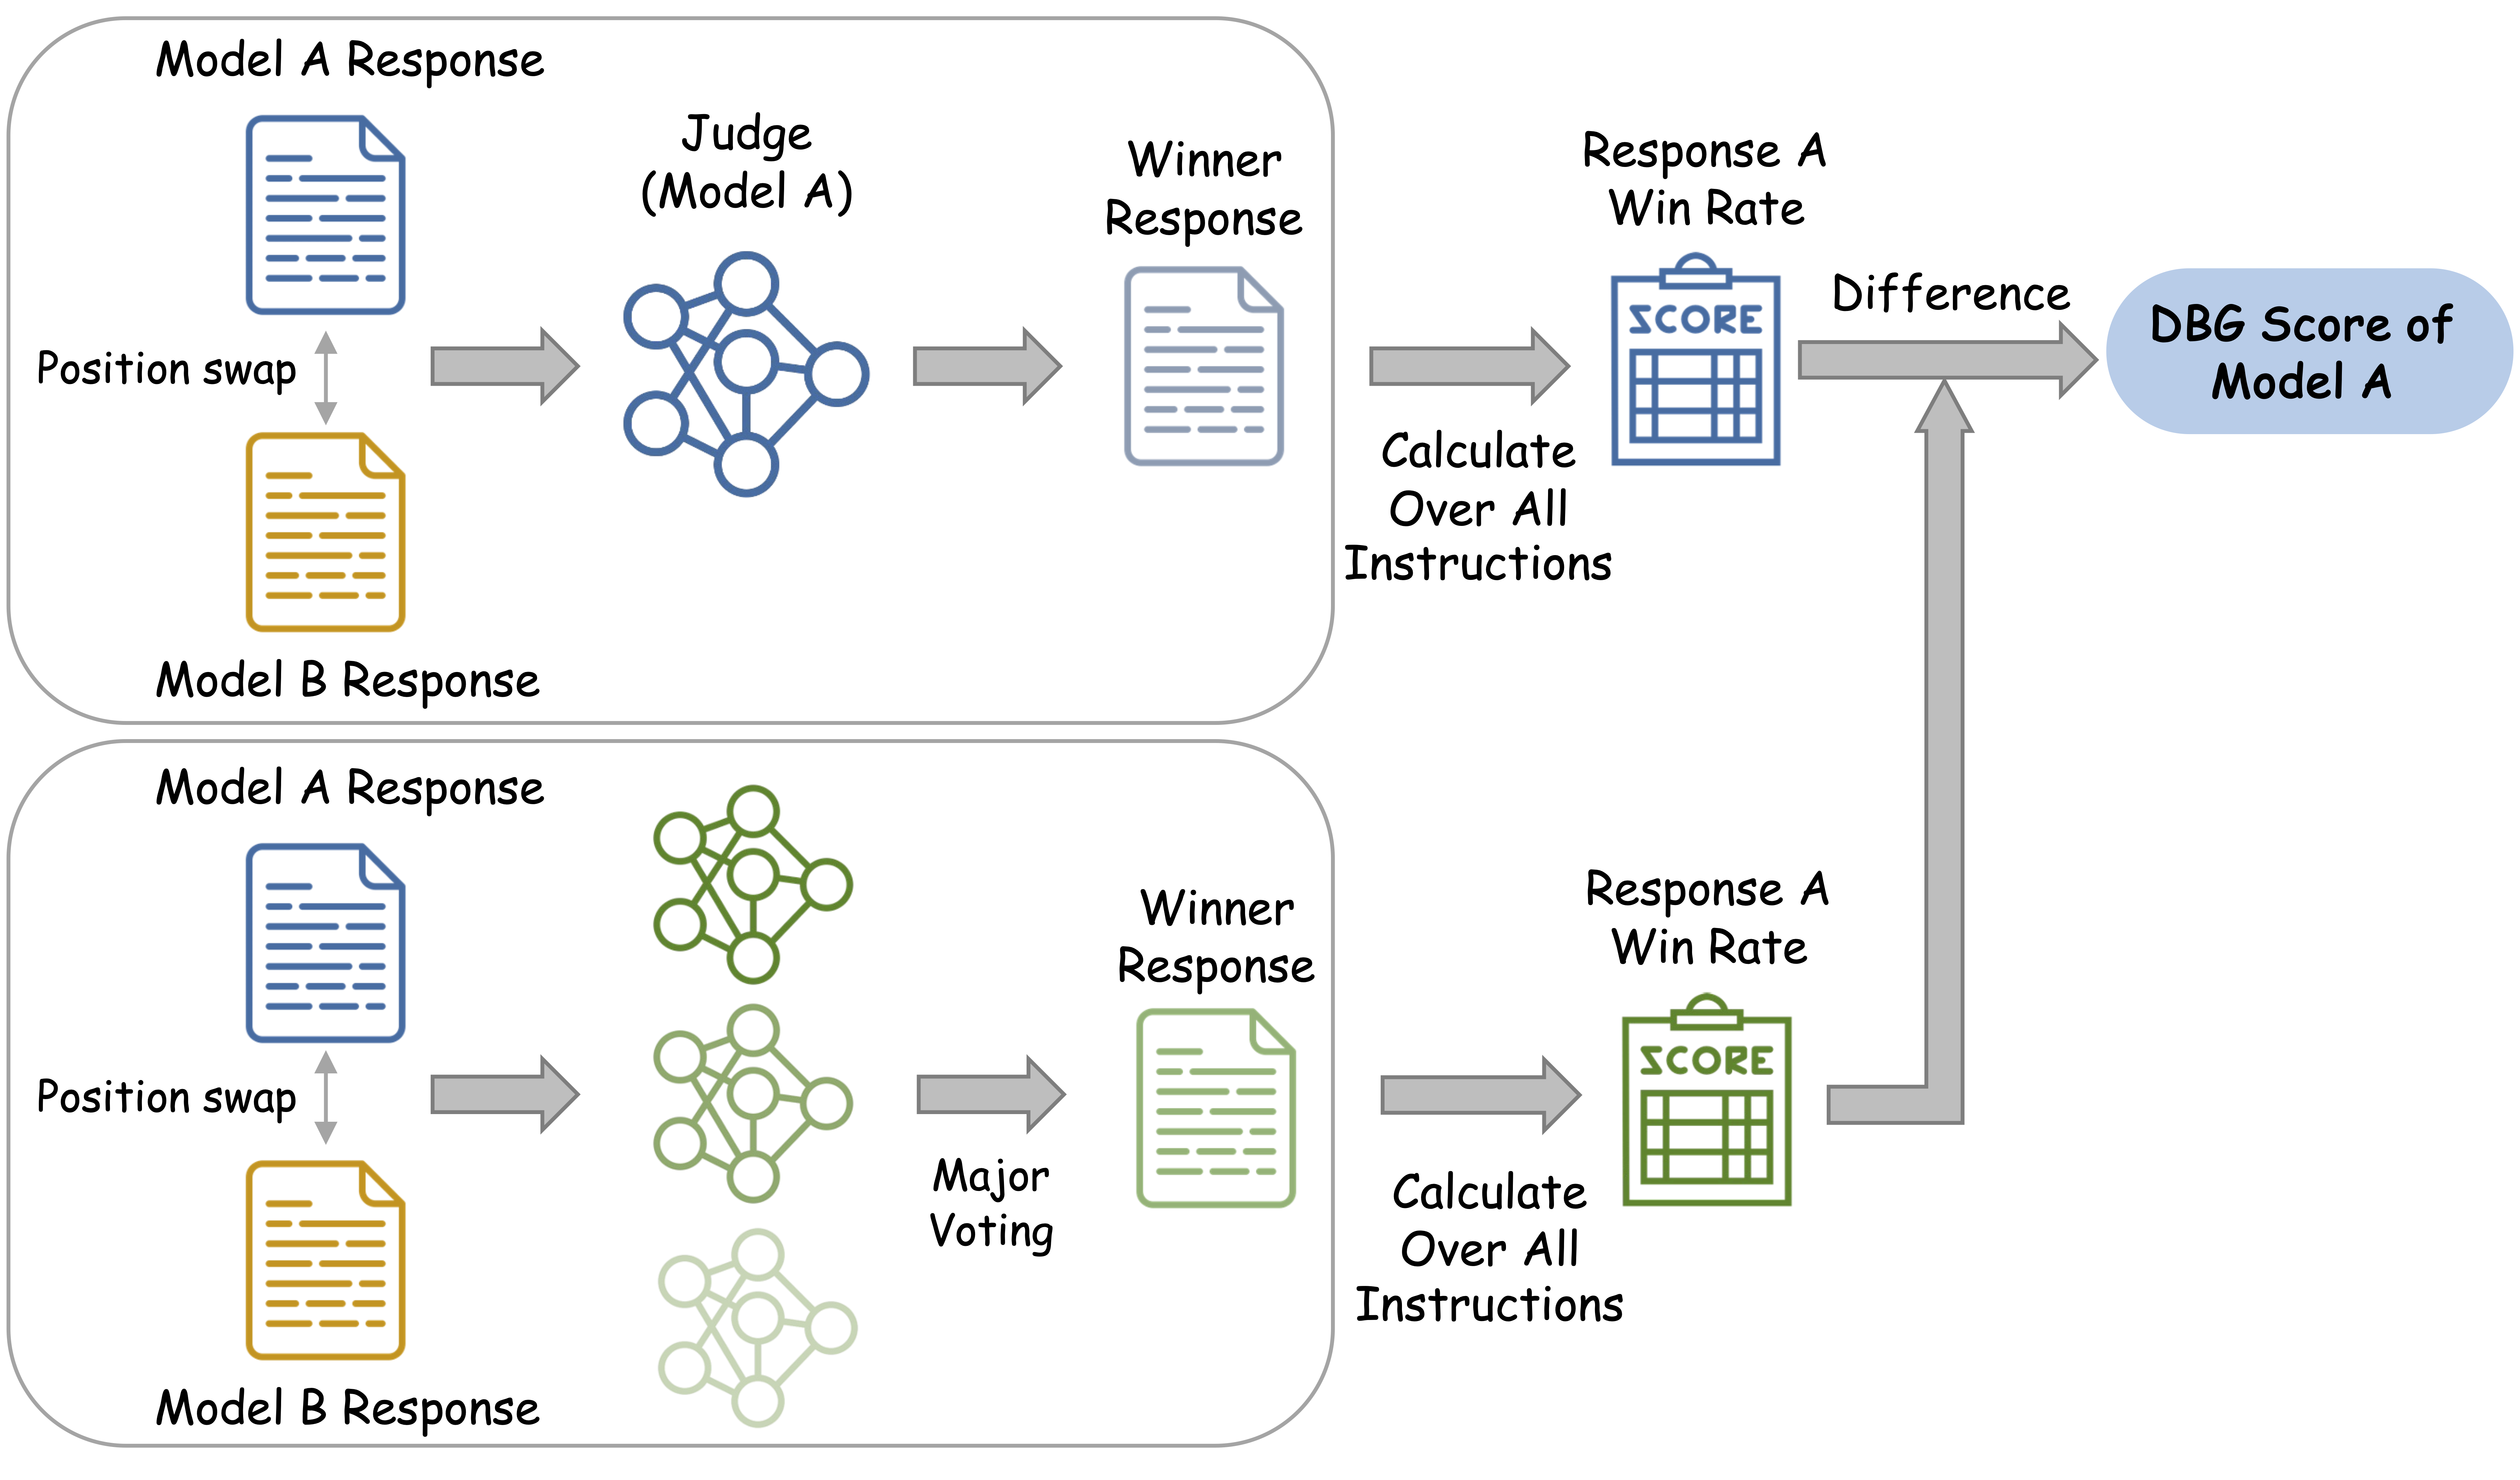 Model A Response
Judge
(Model A)
Position swap
Model B Response
Winner
Response
Calculate
Over All
Instructions
Response A
Win Rate
SCORE
Difference
DBG Score of
Model A
Model A Response
Position swap
Model B Response
Major
Voting
Winner
Response
Calculate
Over All
Instructions
Response A
Win Rate
SCORE